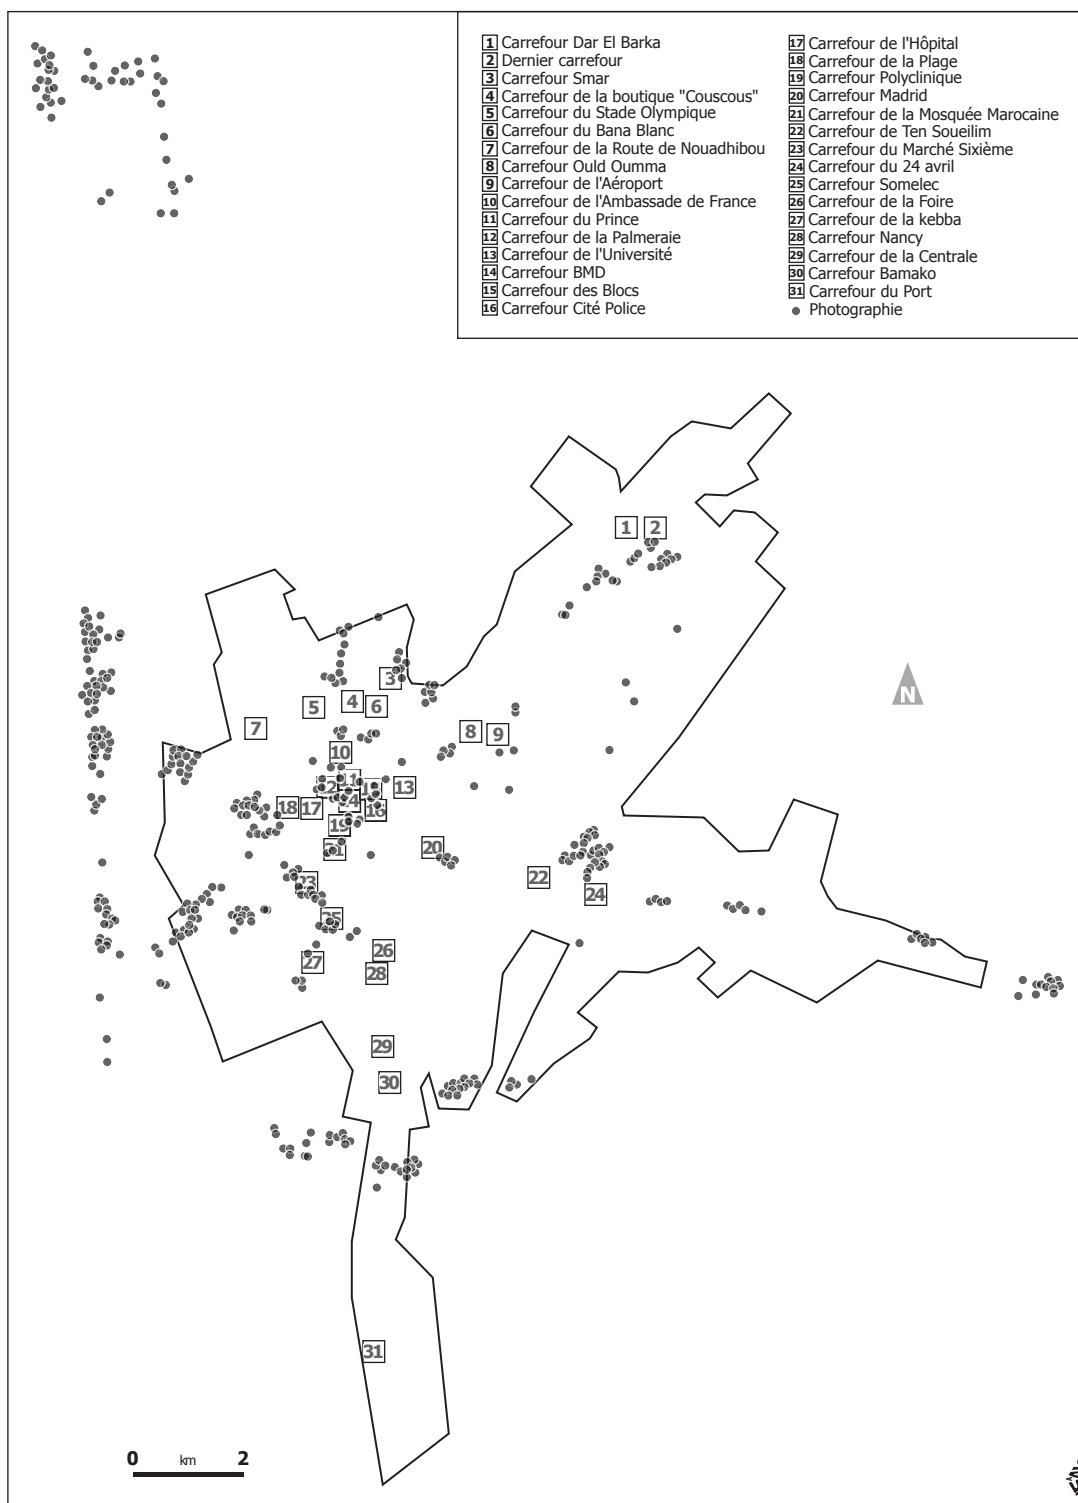 1 Carrefour Dar El Barka
2 Dernier carrefour
3 Carrefour Smar
4 Carrefour de la boutique "Couscous"
5 Carrefour du Stade Olympique
6 Carrefour du Bana Blanc
7 Carrefour de la Route de Nouadhibou
8 Carrefour Ould Oumma
9 Carrefour de l'Aéroport
10 Carrefour de l'Ambassade de France
11 Carrefour du Prince
12 Carrefour de la Palmeraie
13 Carrefour de l'Université
14 Carrefour BMD
15 Carrefour des Blocs
16 Carrefour Cité Police
17 Carrefour de l'Hôpital
18 Carrefour de la Plage
19 Carrefour Polyclinique
20 Carrefour Madrid
21 Carrefour de la Mosquée Marocaine
22 Carrefour de Ten Soueilim
23 Carrefour du Marché Sixième
24 Carrefour du 24 avril
25 Carrefour Somelec
26 Carrefour de la Foire
27 Carrefour de la kebba
28 Carrefour Nancy
29 Carrefour de la Centrale
30 Carrefour Bamako
31 Carrefour du Port
Photographie
1 2
3
N
4
6
5
7
8
9
10
11
12
13
18
17
14
16
19
20
21
22
23
24
25
26
27
28
29
30
31
0 km 2